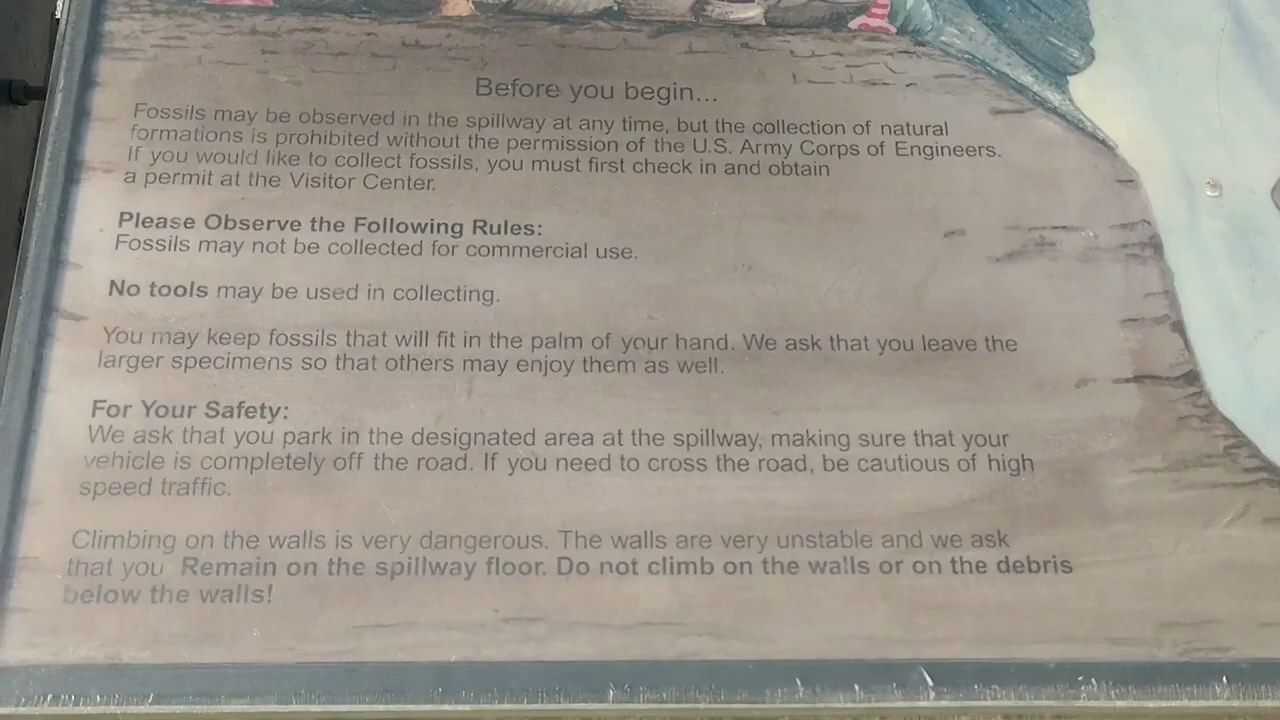 Before you begin...
Fossils may be observed in the spillway at any time, but the collection of natural
formations is prohibited without the permission of the U.S. Army Corps of Engineers.
If you would like to collect fossils, you must first check in and obtain
a permit at the Visitor Center.
Please Observe the Following Rules:
Fossils may not be collected for commercial use.
No tools may be used in collecting.
You may keep fossils that will fit in the palm of your hand. We ask that you leave the
larger specimens so that others may enjoy them as well.
For Your Safety:
We ask that you park in the designated area at the spillway, making sure that your
vehicle is completely off the road. If you need to cross the road, be cautious of high
speed traffic.
Climbing on the walls is very dangerous. The walls are very unstable and we ask
that you Remain on the spillway floor. Do not climb on the walls or on the debris
below the walls!